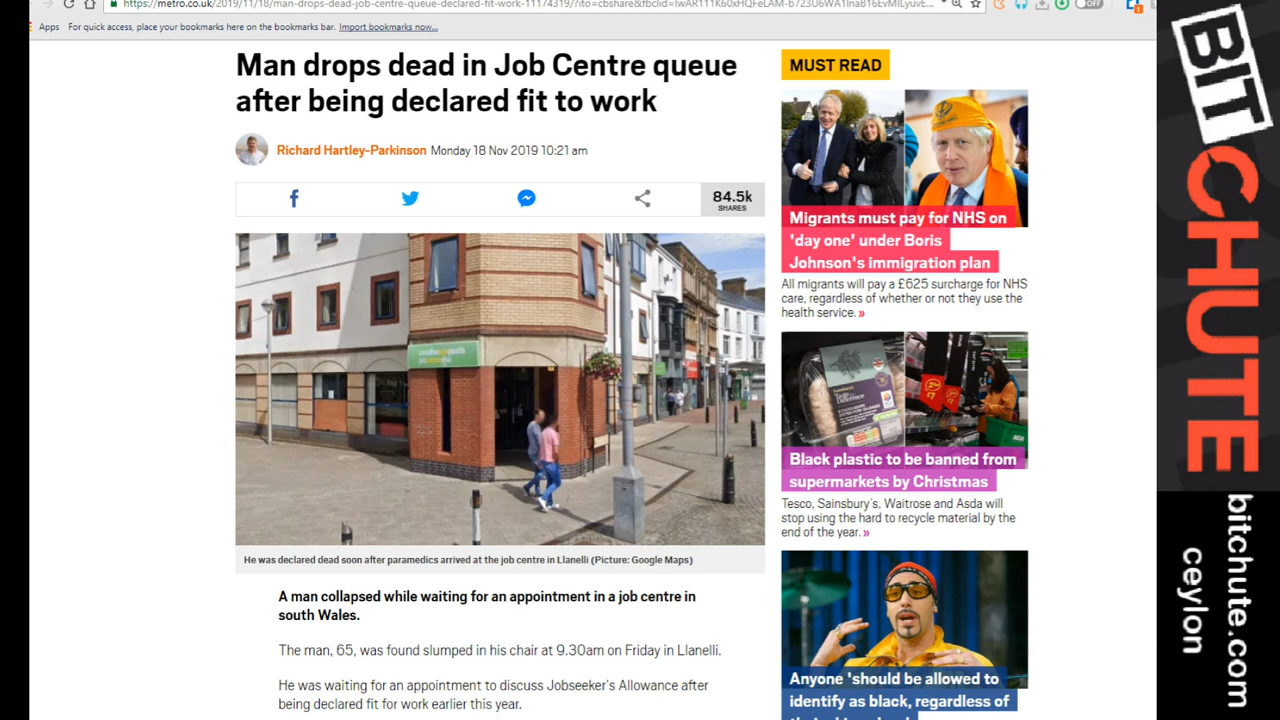 Apps
For quick access, place your bookmarks here on the bookmarks bar. Import bookmarks now...
Man drops dead in Job Centre queue
after being declared fit to work
Richard Hartley-Parkinson Monday 18 Nov 2019 10:21 am
84.5k
SHARES
He was declared dead soon after paramedics arrived at the job centre in Llanelli (Picture: Google Maps)
A man collapsed while waiting for an appointment in a job centre in
south Wales.
The man, 65, was found slumped in his chair at 9.30am on Friday in Llanelli.
He was waiting for an appointment to discuss Jobseeker's Allowance after
being declared fit for work earlier this year.
MUST READ
Migrants must pay for NHS on
'day one' under Boris
Johnson's immigration plan
All migrants will pay a £625 surcharge for NHS
care, regardless of whether or not they use the
health service. »
Black plastic to be banned from
supermarkets by Christmas
Tesco, Sainsbury's, Waitrose and Asda will
stop using the hard to recycle material by the
end of the year. »
Anyone 'should be allowed to
identify as black, regardless of
BITCHUTE
bitchute.com
ceylon